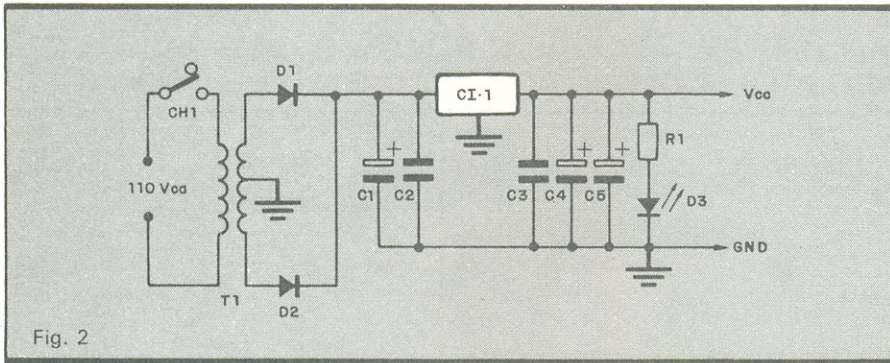 D1
CH1
110 Vca
T1
D2
C1
+
C2
CI-1
C3
C4
+
C5
+
R1
D3
Vcc
GND
Fig. 2